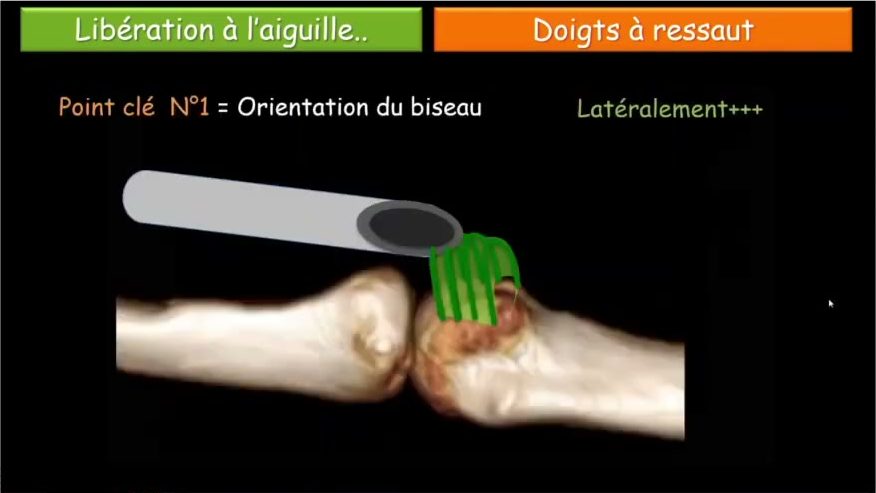 Libération à l'aiguille..
Doigts à ressaut
Point clé N°1 = Orientation du biseau
Latéralement+++